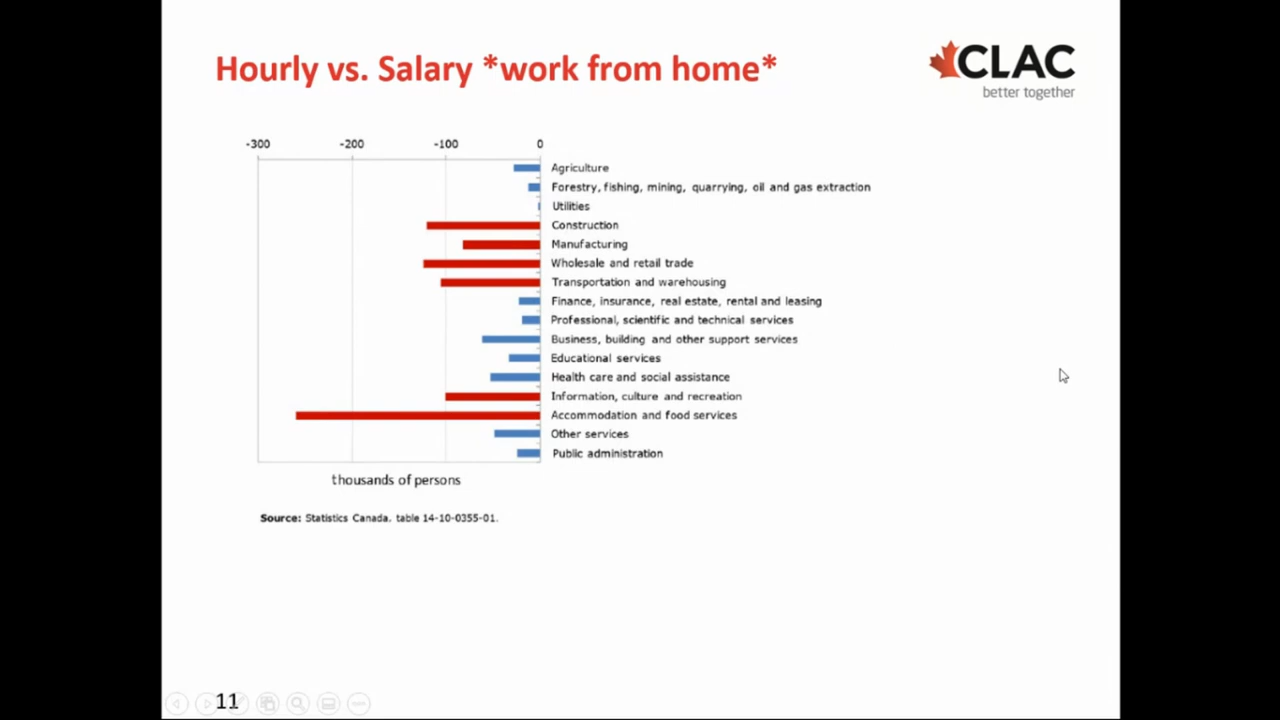 Hourly vs. Salary *work from home*
CLAC
better together
-300 -200 -100 0
Agriculture
Forestry, fishing, mining, quarrying, oil and gas extraction
Utilities
Construction
Manufacturing
Wholesale and retail trade
Transportation and warehousing
Finance, insurance, real estate, rental and leasing
Professional, scientific and technical services
Business, building and other support services
Educational services
Health care and social assistance
Information, culture and recreation
Accommodation and food services
Other services
Public administration
thousands of persons
Source: Statistics Canada. table 14-10-0355-01.
11